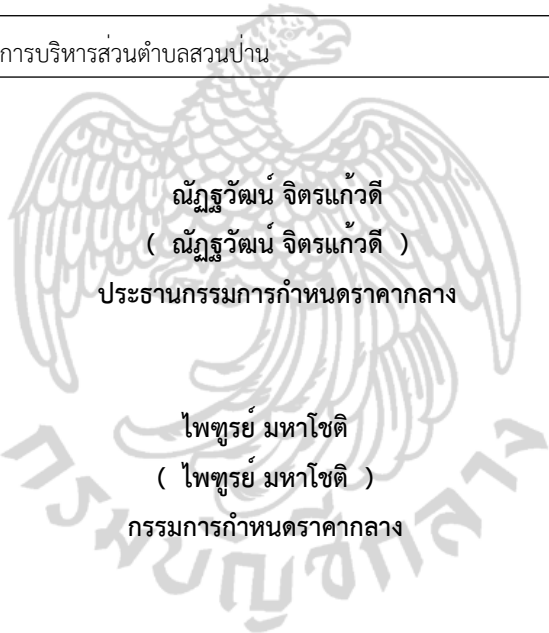 การบริหารส่วนตำบลสวนป่าน
ณัฏฐวัฒน์ จิตรแก้วดี
( ณัฏฐวัฒน์ จิตรแก้วดี )
ประธานกรรมการกำหนดราคากลาง
ไพฑูรย์ มหาโชติ
( ไพฑูรย์ มหาโชติ )
กรรมการกำหนดราคากลาง
กรมบัญชีกลาง